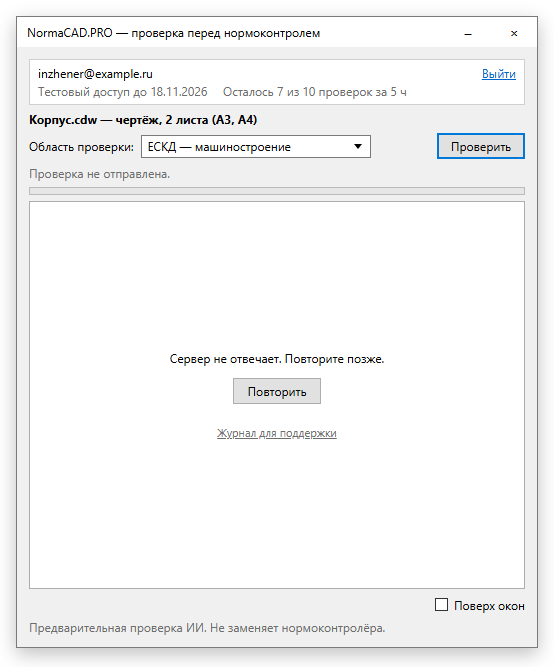 NormaCAD.PRO — проверка перед нормоконтролем
inzhener@example.ru Выйти
Тестовый доступ до 18.11.2026 Осталось 7 из 10 проверок за 5 ч
Корпус.cdw — чертёж, 2 листа (А3, А4)
Область проверки: ЕСКД — машиностроение Проверить
Проверка не отправлена.
Сервер не отвечает. Повторите позже.
Повторить
Журнал для поддержки
Поверх окон
Предварительная проверка ИИ. Не заменяет нормоконтролёра.